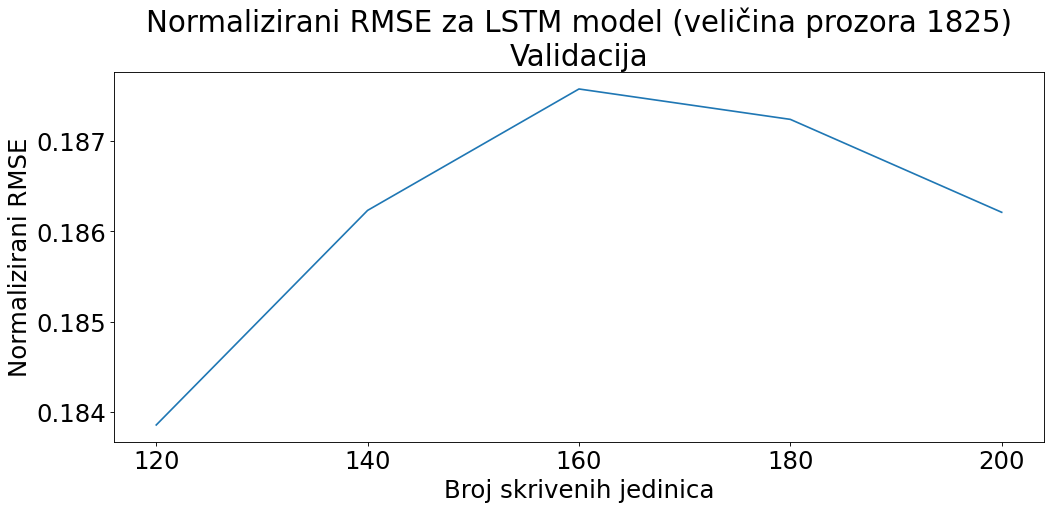 Normalizirani RMSE za LSTM model (veličina prozora 1825)
Validacija
Normalizirani RMSE
0.187
0.186
0.185
0.184
120 140 160 180 200
Broj skrivenih jedinica